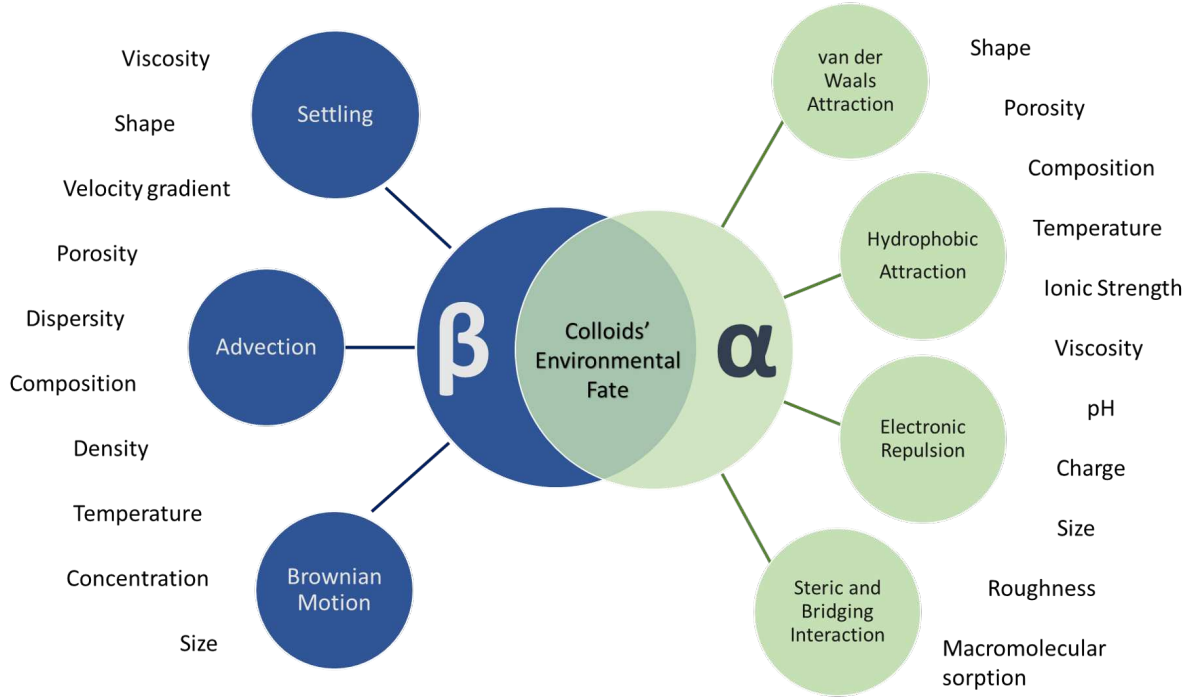 Viscosity
Shape
Velocity gradient
Porosity
Dispersity
Composition
Density
Temperature
Concentration
Size
Settling
Advection
Brownian
Motion
β
Colloids’
Environmental
Fate
α
van der
Waals
Attraction
Hydrophobic
Attraction
Electronic
Repulsion
Steric and
Bridging
Interaction
Shape
Porosity
Composition
Temperature
Ionic Strength
Viscosity
pH
Charge
Size
Roughness
Macromolecular
sorption